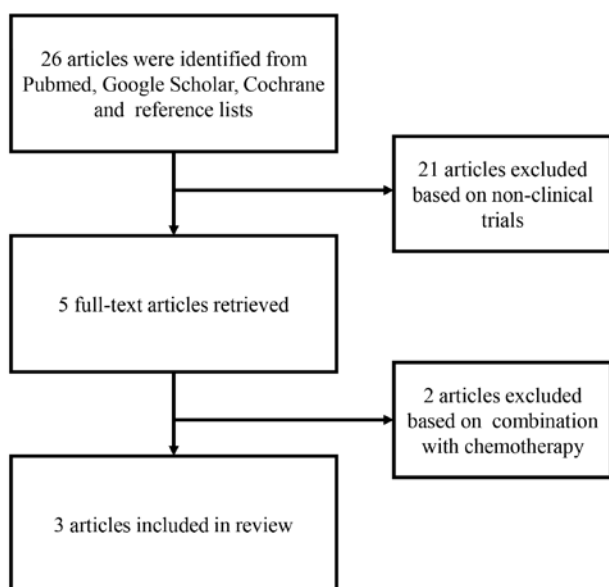 26 articles were identified from
Pubmed, Google Scholar, Cochrane
and reference lists
21 articles excluded
based on non-clinical
trials
5 full-text articles retrieved
2 articles excluded
based on combination
with chemotherapy
3 articles included in review